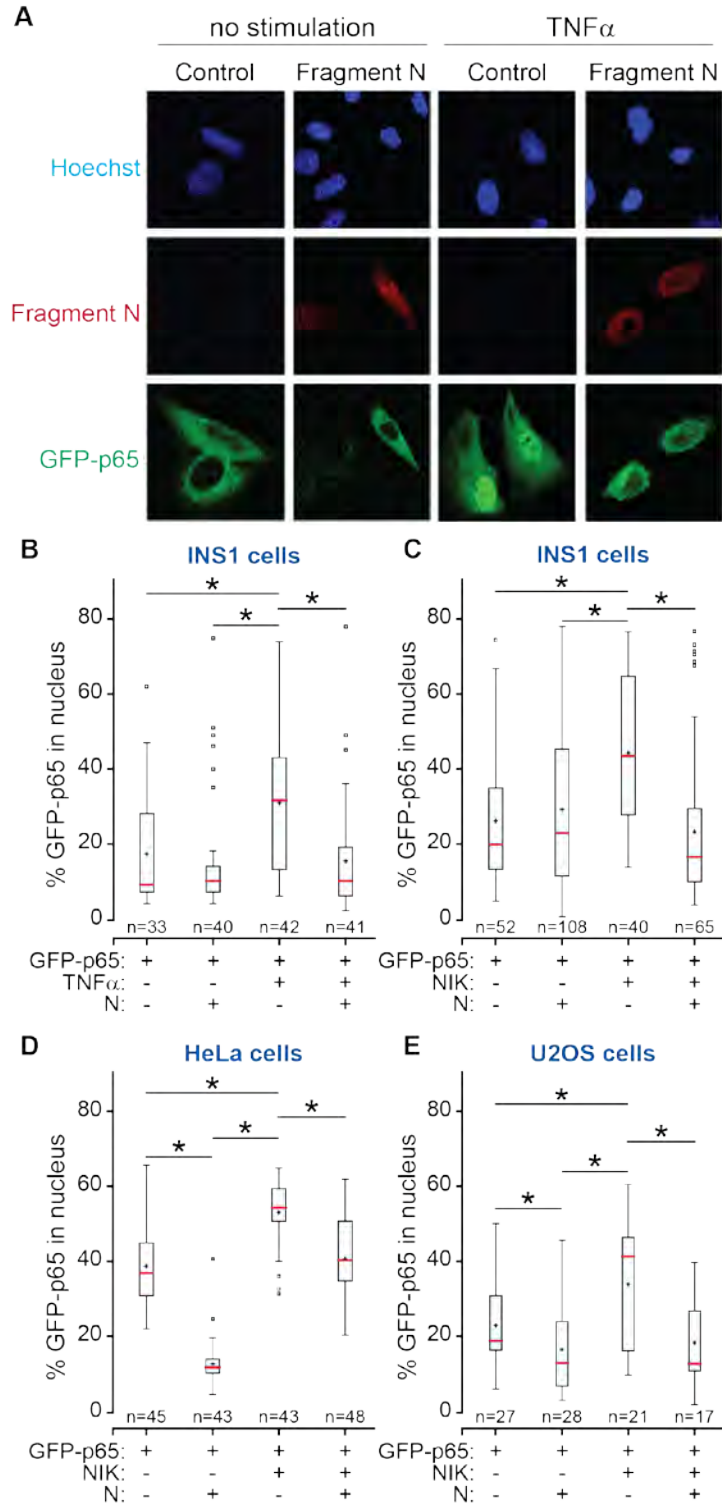 A
no stimulation TNFα
Control Fragment N Control Fragment N
Hoechst
Fragment N
GFP-p65
B INS1 cells
% GFP-p65 in nucleus
80
60
40
20
0
* * *
n=33 n=40 n=42 n=41
GFP-p65: + + + +
TNFα: - - + +
N: - + - +
C INS1 cells
% GFP-p65 in nucleus
80
60
40
20
0
* * *
n=52 n=108 n=40 n=65
GFP-p65: + + + +
NIK: - - + +
N: - + - +
D HeLa cells
% GFP-p65 in nucleus
80
60
40
20
0
* * * *
n=45 n=43 n=43 n=48
GFP-p65: + + + +
NIK: - - + +
N: - + - +
E U2OS cells
% GFP-p65 in nucleus
80
60
40
20
0
* * * *
n=27 n=28 n=21 n=17
GFP-p65: + + + +
NIK: - - + +
N: - + - +